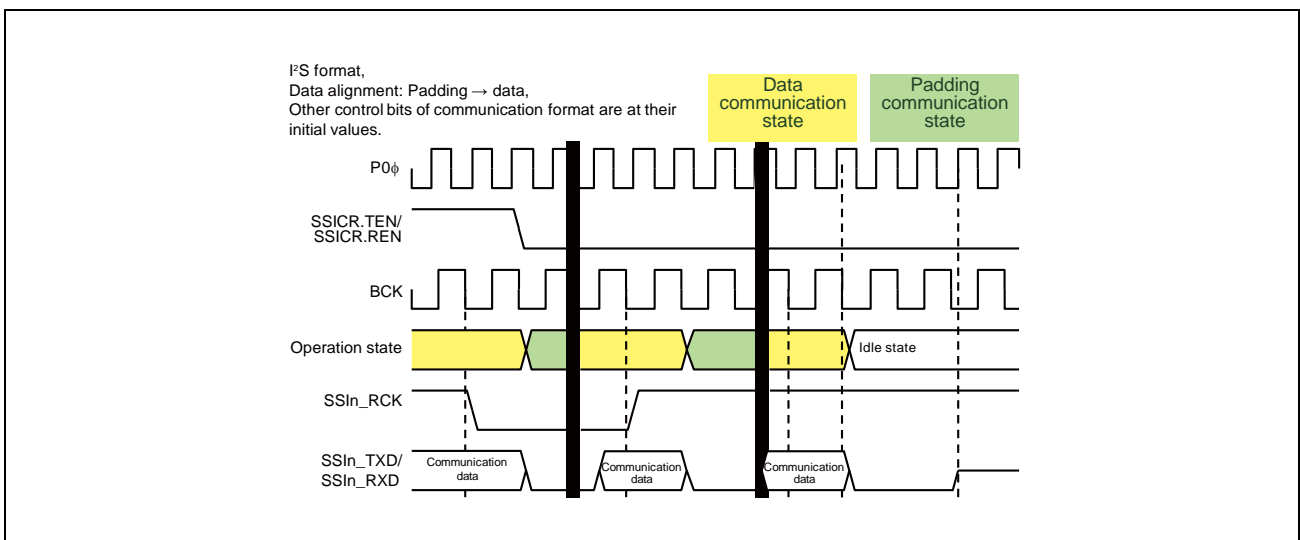 I²S format,
Data alignment: Padding → data,
Other control bits of communication format are at their
initial values.
Data
communication
state
Padding
communication
state
P0ϕ
SSICR.TEN/
SSICR.REN
BCK
Operation state
Idle state
SSIn_RCK
SSIn_TXD/
SSIn_RXD
Communication
data
Communication
data
Communication
data